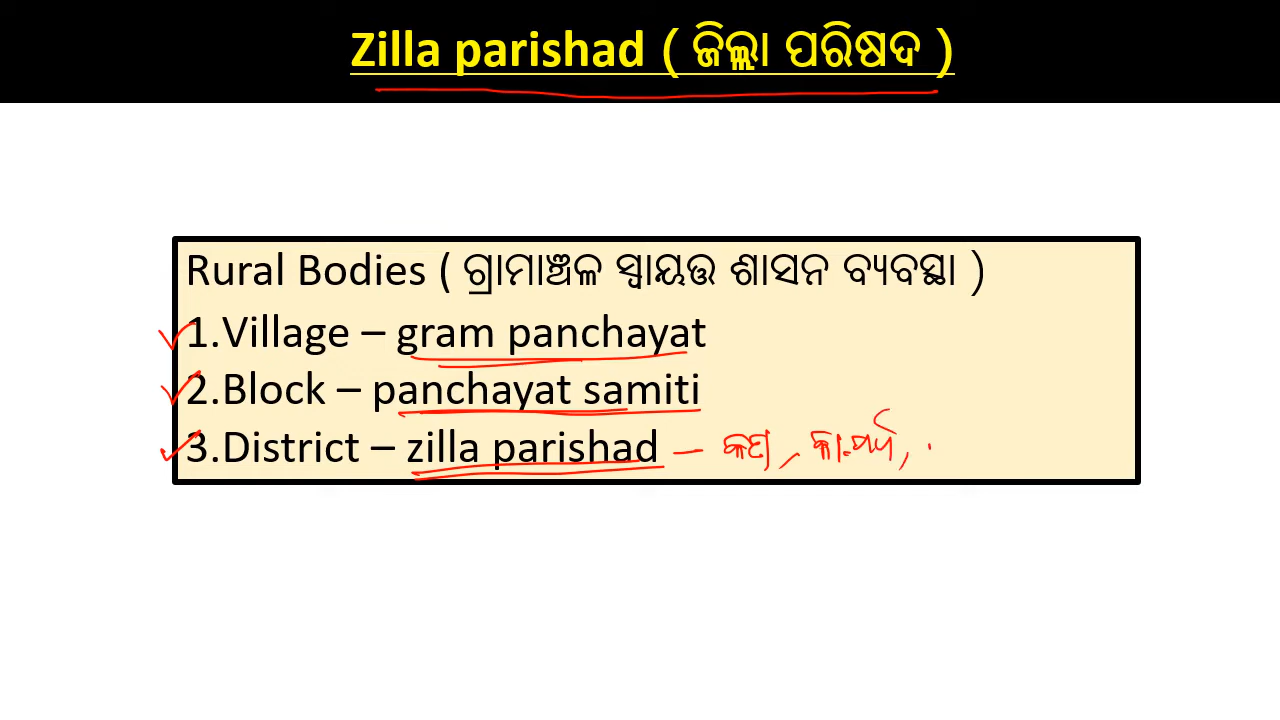 Zilla parishad ( ଜିଲ୍ଲା ପରିଷଦ )
Rural Bodies ( ଗ୍ରାମାଞ୍ଚଳ ସ୍ୱାୟତ୍ତ ଶାସନ ବ୍ୟବସ୍ଥା )
1.Village – gram panchayat
2.Block – panchayat samiti
3.District – zilla parishad –